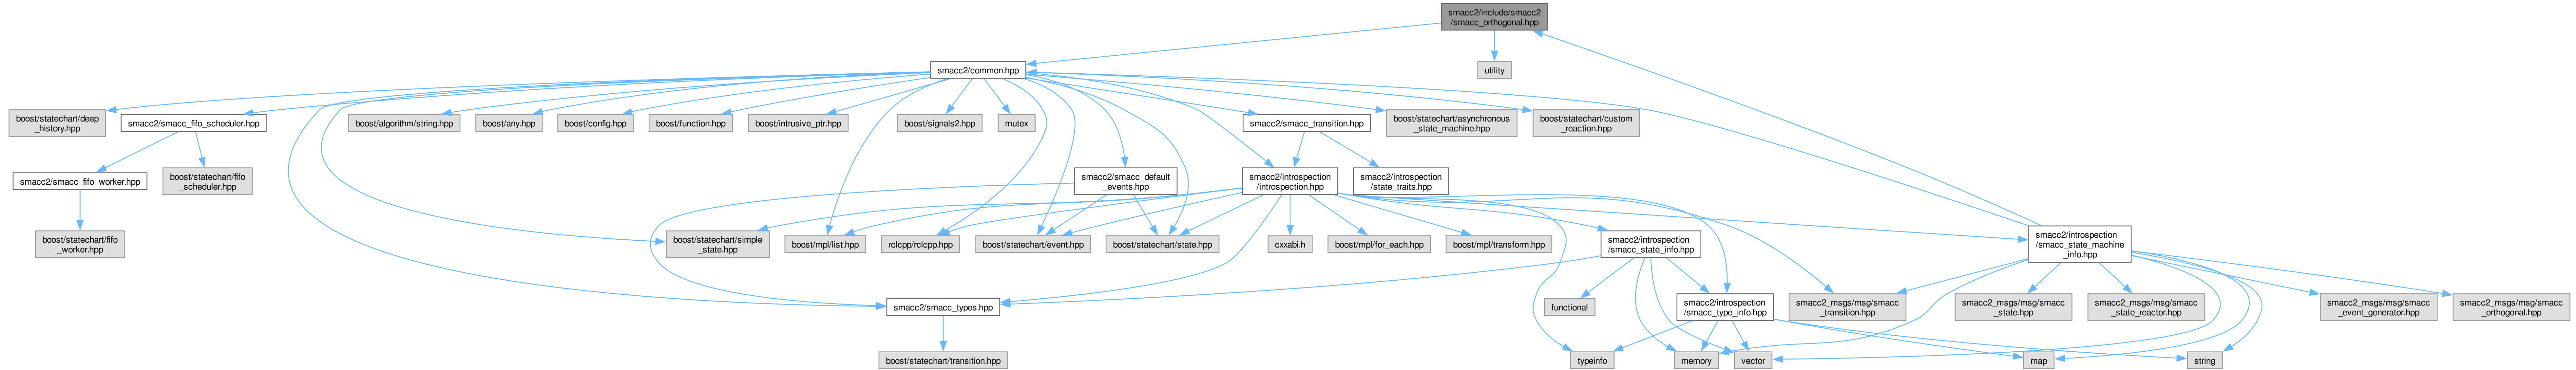 smacc2/include/smacc2
/smacc_orthogonal.hpp
smacc2/common.hpp
utility
boost/statechart/deep
_history.hpp
smacc2/smacc_fifo_scheduler.hpp
boost/algorithm/string.hpp
boost/any.hpp
boost/config.hpp
boost/function.hpp
boost/intrusive_ptr.hpp
boost/signals2.hpp
mutex
smacc2/smacc_transition.hpp
boost/statechart/asynchronous
_state_machine.hpp
boost/statechart/custom
_reaction.hpp
smacc2/smacc_fifo_worker.hpp
boost/statechart/fifo
_scheduler.hpp
smacc2/smacc_default
_events.hpp
smacc2/introspection
/introspection.hpp
smacc2/introspection
/state_traits.hpp
boost/statechart/fifo
_worker.hpp
boost/statechart/simple
_state.hpp
boost/mpl/list.hpp
rclcpp/rclcpp.hpp
boost/statechart/event.hpp
boost/statechart/state.hpp
cxxabi.h
boost/mpl/for_each.hpp
boost/mpl/transform.hpp
smacc2/introspection
/smacc_state_info.hpp
smacc2/introspection
/smacc_state_machine
_info.hpp
smacc2/smacc_types.hpp
functional
smacc2/introspection
/smacc_type_info.hpp
smacc2_msgs/msg/smacc
_transition.hpp
smacc2_msgs/msg/smacc
_state.hpp
smacc2_msgs/msg/smacc
_state_reactor.hpp
smacc2_msgs/msg/smacc
_event_generator.hpp
smacc2_msgs/msg/smacc
_orthogonal.hpp
boost/statechart/transition.hpp
typeinfo
memory
vector
map
string